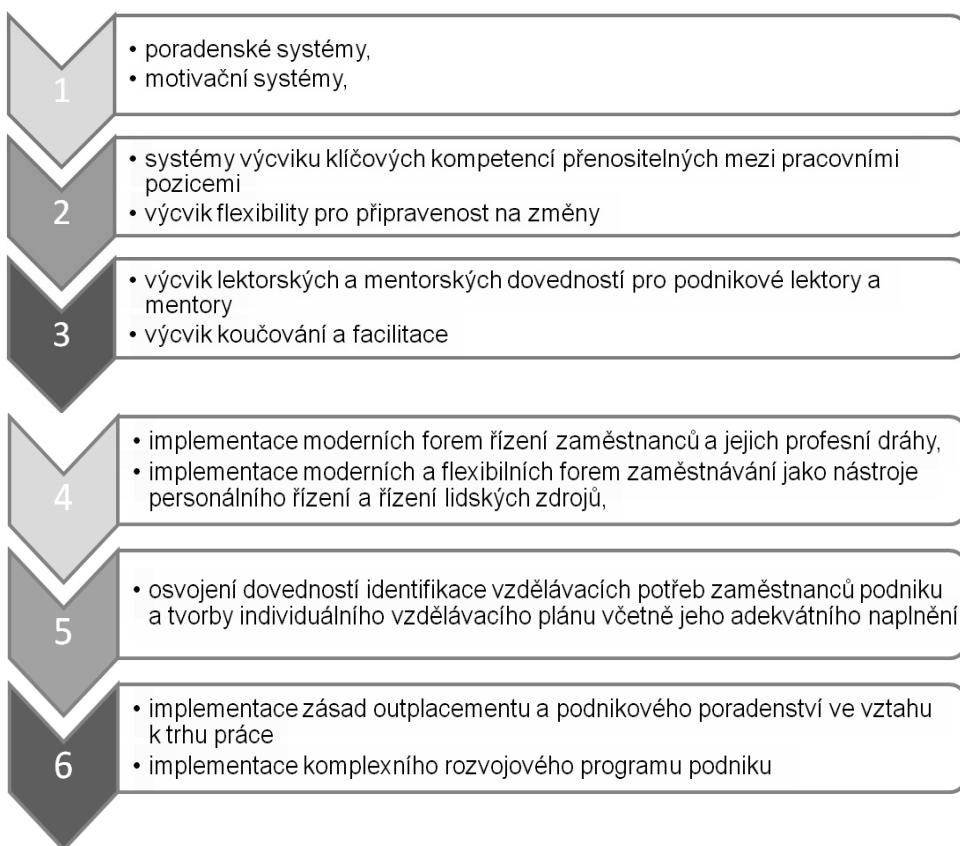 1
• poradenské systémy,
• motivační systémy,
2
• systémy výcviku klíčových kompetencí přenositelných mezi pracovními
pozicemi
• výcvik flexibility pro připravenost na změny
3
• výcvik lektorských a mentorských dovedností pro podnikové lektory a
mentory
• výcvik koučování a facilitace
4
• implementace moderních forem řízení zaměstnanců a jejich profesní dráhy,
• implementace moderních a flexibilních forem zaměstnávání jako nástroje
personálního řízení a řízení lidských zdrojů,
5
• osvojení dovedností identifikace vzdělávacích potřeb zaměstnanců podniku
a tvorby individuálního vzdělávacího plánu včetně jeho adekvátního naplnění
6
• implementace zásad outplacementu a podnikového poradenství ve vztahu
k trhu práce
• implementace komplexního rozvojového programu podniku